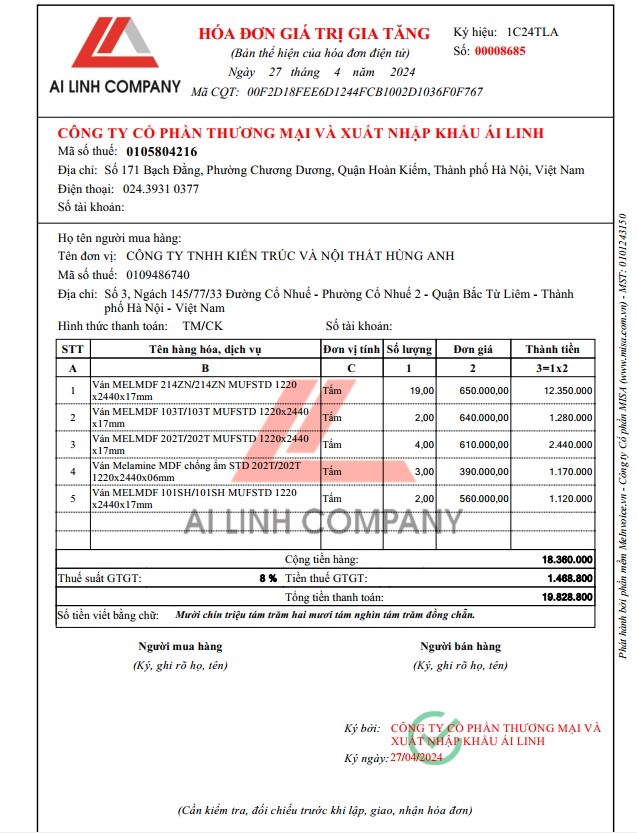 AI LINH COMPANY
HÓA ĐƠN GIÁ TRỊ GIA TĂNG
(Bản thể hiện của hóa đơn điện tử)
Ngày 27 tháng 4 năm 2024
Mã CQT: 00F2D18FEE6D1244FCB1002D1036F0F767
Ký hiệu: 1C24TLA
Số: 00008685
CÔNG TY CỔ PHẦN THƯƠNG MẠI VÀ XUẤT NHẬP KHẨU ÁI LINH
Mã số thuế: 0105804216
Địa chỉ: Số 171 Bạch Đằng, Phường Chương Dương, Quận Hoàn Kiếm, Thành phố Hà Nội, Việt Nam
Điện thoại: 024.3931 0377
Số tài khoản:
Họ tên người mua hàng:
Tên đơn vị: CÔNG TY TNHH KIẾN TRÚC VÀ NỘI THẤT HÙNG ANH
Mã số thuế: 0109486740
Địa chỉ: Số 3, Ngách 145/77/33 Đường Cổ Nhuế - Phường Cổ Nhuế 2 - Quận Bắc Từ Liêm - Thành
phố Hà Nội - Việt Nam
Hình thức thanh toán: TM/CK Số tài khoản:
STT Tên hàng hóa, dịch vụ Đơn vị tính Số lượng Đơn giá Thành tiền
A B C 1 2 3=1x2
1 Ván MELMDF 214ZN/214ZN MUFSTD 1220 Tấm 19,00 650.000,00 12.350.000
x2440x17mm
2 Ván MELMDF 103T/103T MUFSTD 1220x2440 Tấm 2,00 640.000,00 1.280.000
x17mm
3 Ván MELMDF 202T/202T MUFSTD 1220x2440 Tấm 4,00 610.000,00 2.440.000
x17mm
4 Ván Melamine MDF chống ẩm STD 202T/202T Tấm 3,00 390.000,00 1.170.000
1220x2440x06mm
5 Ván MELMDF 101SH/101SH MUFSTD 1220 Tấm 2,00 560.000,00 1.120.000
x2440x17mm
AI LINH COMPANY
Cộng tiền hàng: 18.360.000
Thuế suất GTGT: 8 % Tiền thuế GTGT: 1.468.800
Tổng tiền thanh toán: 19.828.800
Số tiền viết bằng chữ: Mười chín triệu tám trăm hai mươi tám nghìn tám trăm đồng chẵn.
Người mua hàng
(Ký, ghi rõ họ, tên)
Người bán hàng
(Ký, ghi rõ họ, tên)
Ký bởi: CÔNG TY CỔ PHẦN THƯƠNG MẠI VÀ
XUẤT NHẬP KHẨU ÁI LINH
Ký ngày: 27/04/2024
(Cần kiểm tra, đối chiếu trước khi lập, giao, nhận hóa đơn)
Phát hành bởi phần mềm MeInvoice.vn - Công ty Cổ phần MISA (www.misa.com.vn) - MST: 0101243150